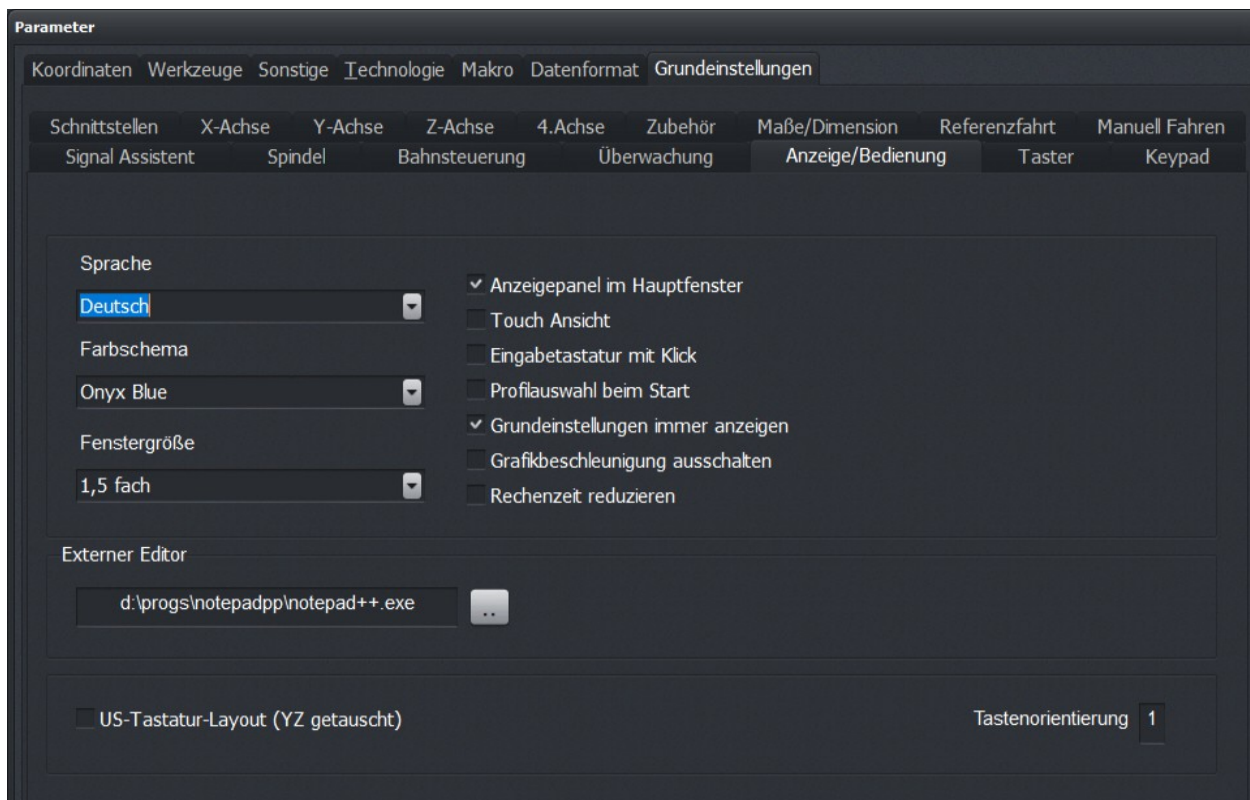 Parameter
Koordinaten Werkzeuge Sonstige Technologie Makro Datenformat Grundeinstellungen
Schnittstellen X-Achse Y-Achse Z-Achse 4.Achse Zubehör Maße/Dimension Referenzfahrt Manuell Fahren
Signal Assistent Spindel Bahnsteuerung Überwachung Anzeige/Bedienung Taster Keypad
Sprache
Deutsch
Farbschema
Onyx Blue
Fenstergröße
1,5 fach
Anzeigepanel im Hauptfenster
Touch Ansicht
Eingabetastatur mit Klick
Profilauswahl beim Start
Grundeinstellungen immer anzeigen
Grafikbeschleunigung ausschalten
Rechenzeit reduzieren
Externer Editor
d:\progs\notepadpp\notepad++.exe ..
US-Tastatur-Layout (YZ getauscht) Tastenorientierung 1